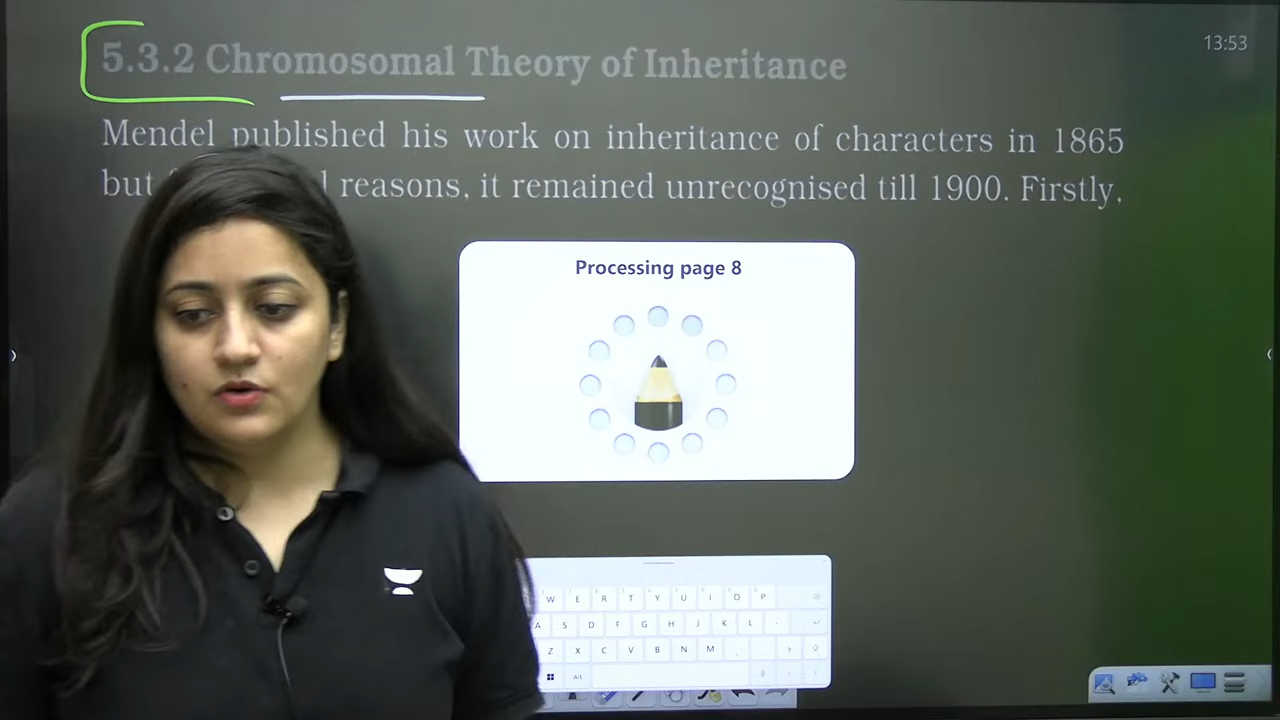 5.3.2 Chromosomal Theory of Inheritance
13:53
Mendel published his work on inheritance of characters in 1865
but reasons, it remained unrecognised till 1900. Firstly,
Processing page 8
W E R T Y U I O P
A S D F G H J K L
Z X C V B N M
Alt